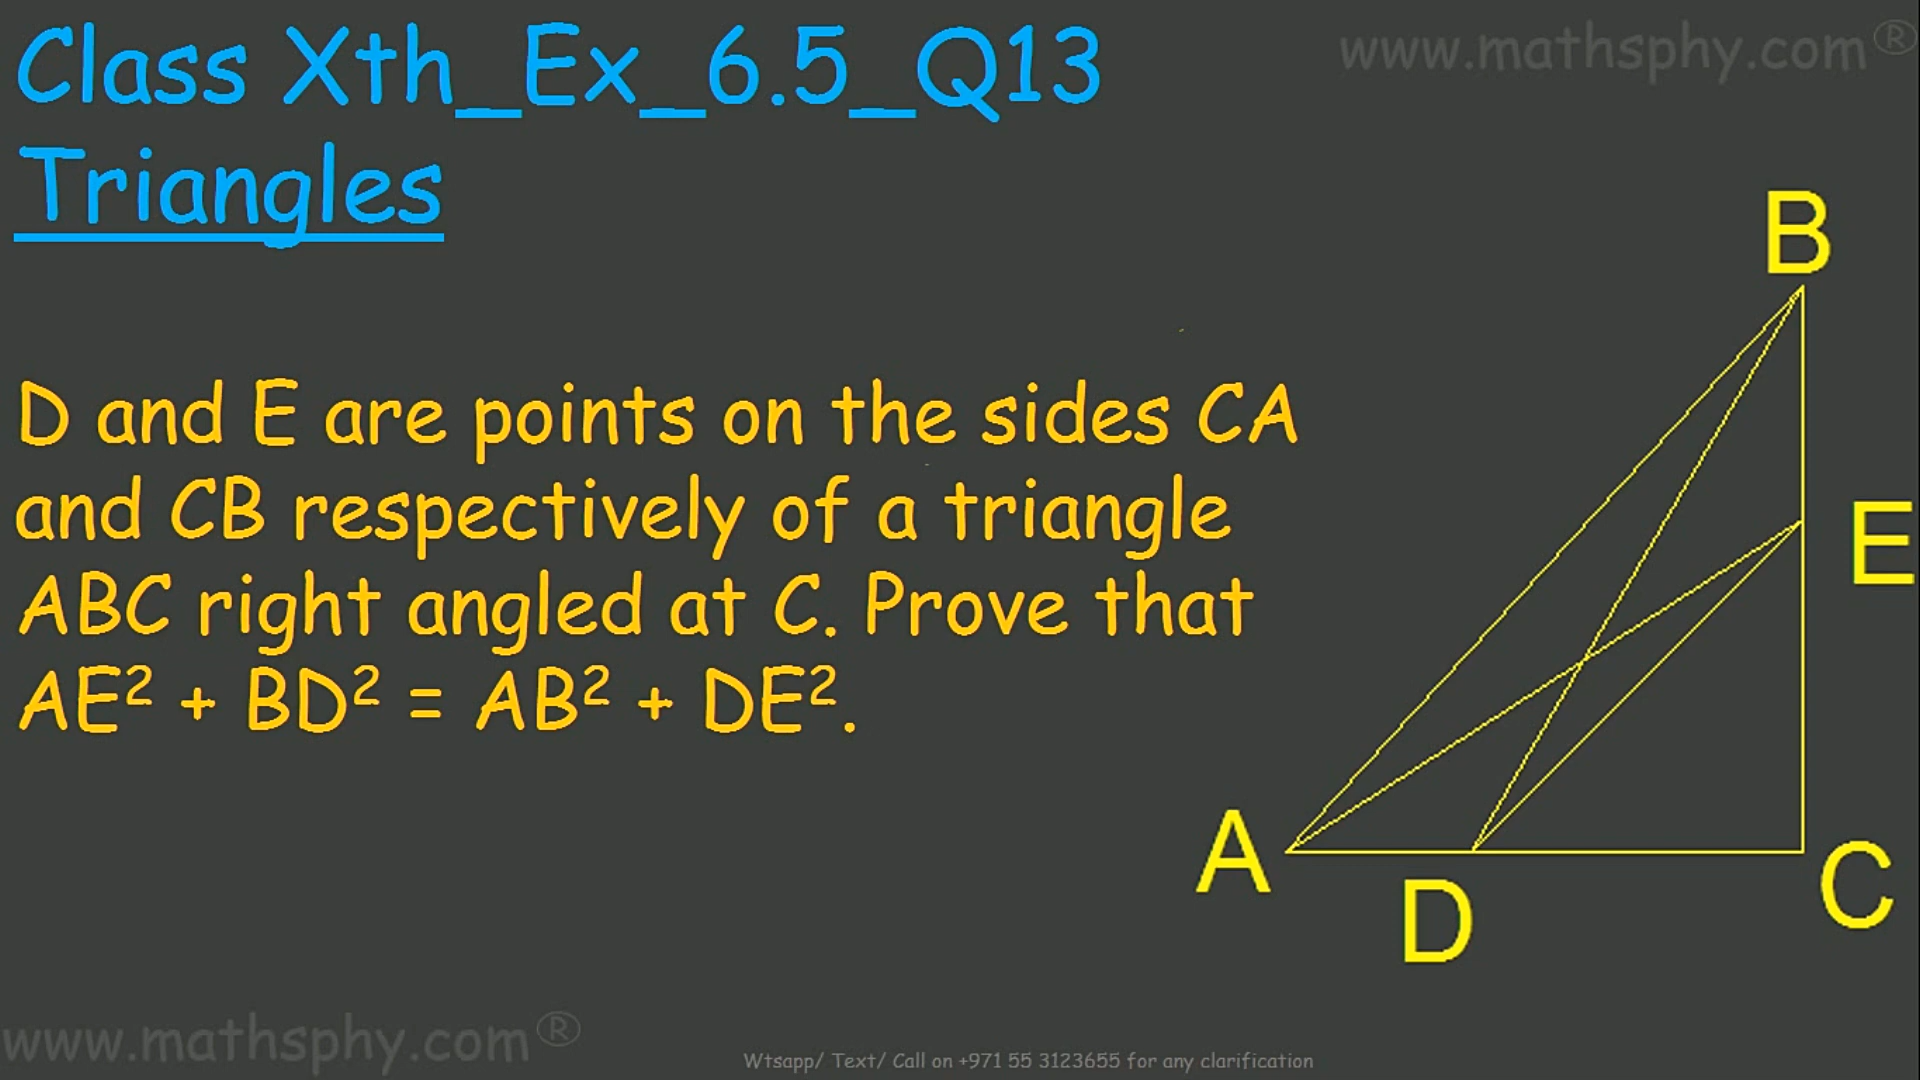 Class Xth_Ex_6.5_Q13
www.mathsphy.com®
Triangles
D and E are points on the sides CA
and CB respectively of a triangle
ABC right angled at C. Prove that
AE² + BD² = AB² + DE².
B
E
A
D
C
www.mathsphy.com®
Wtsapp/ Text/ Call on +971 55 3123655 for any clarification